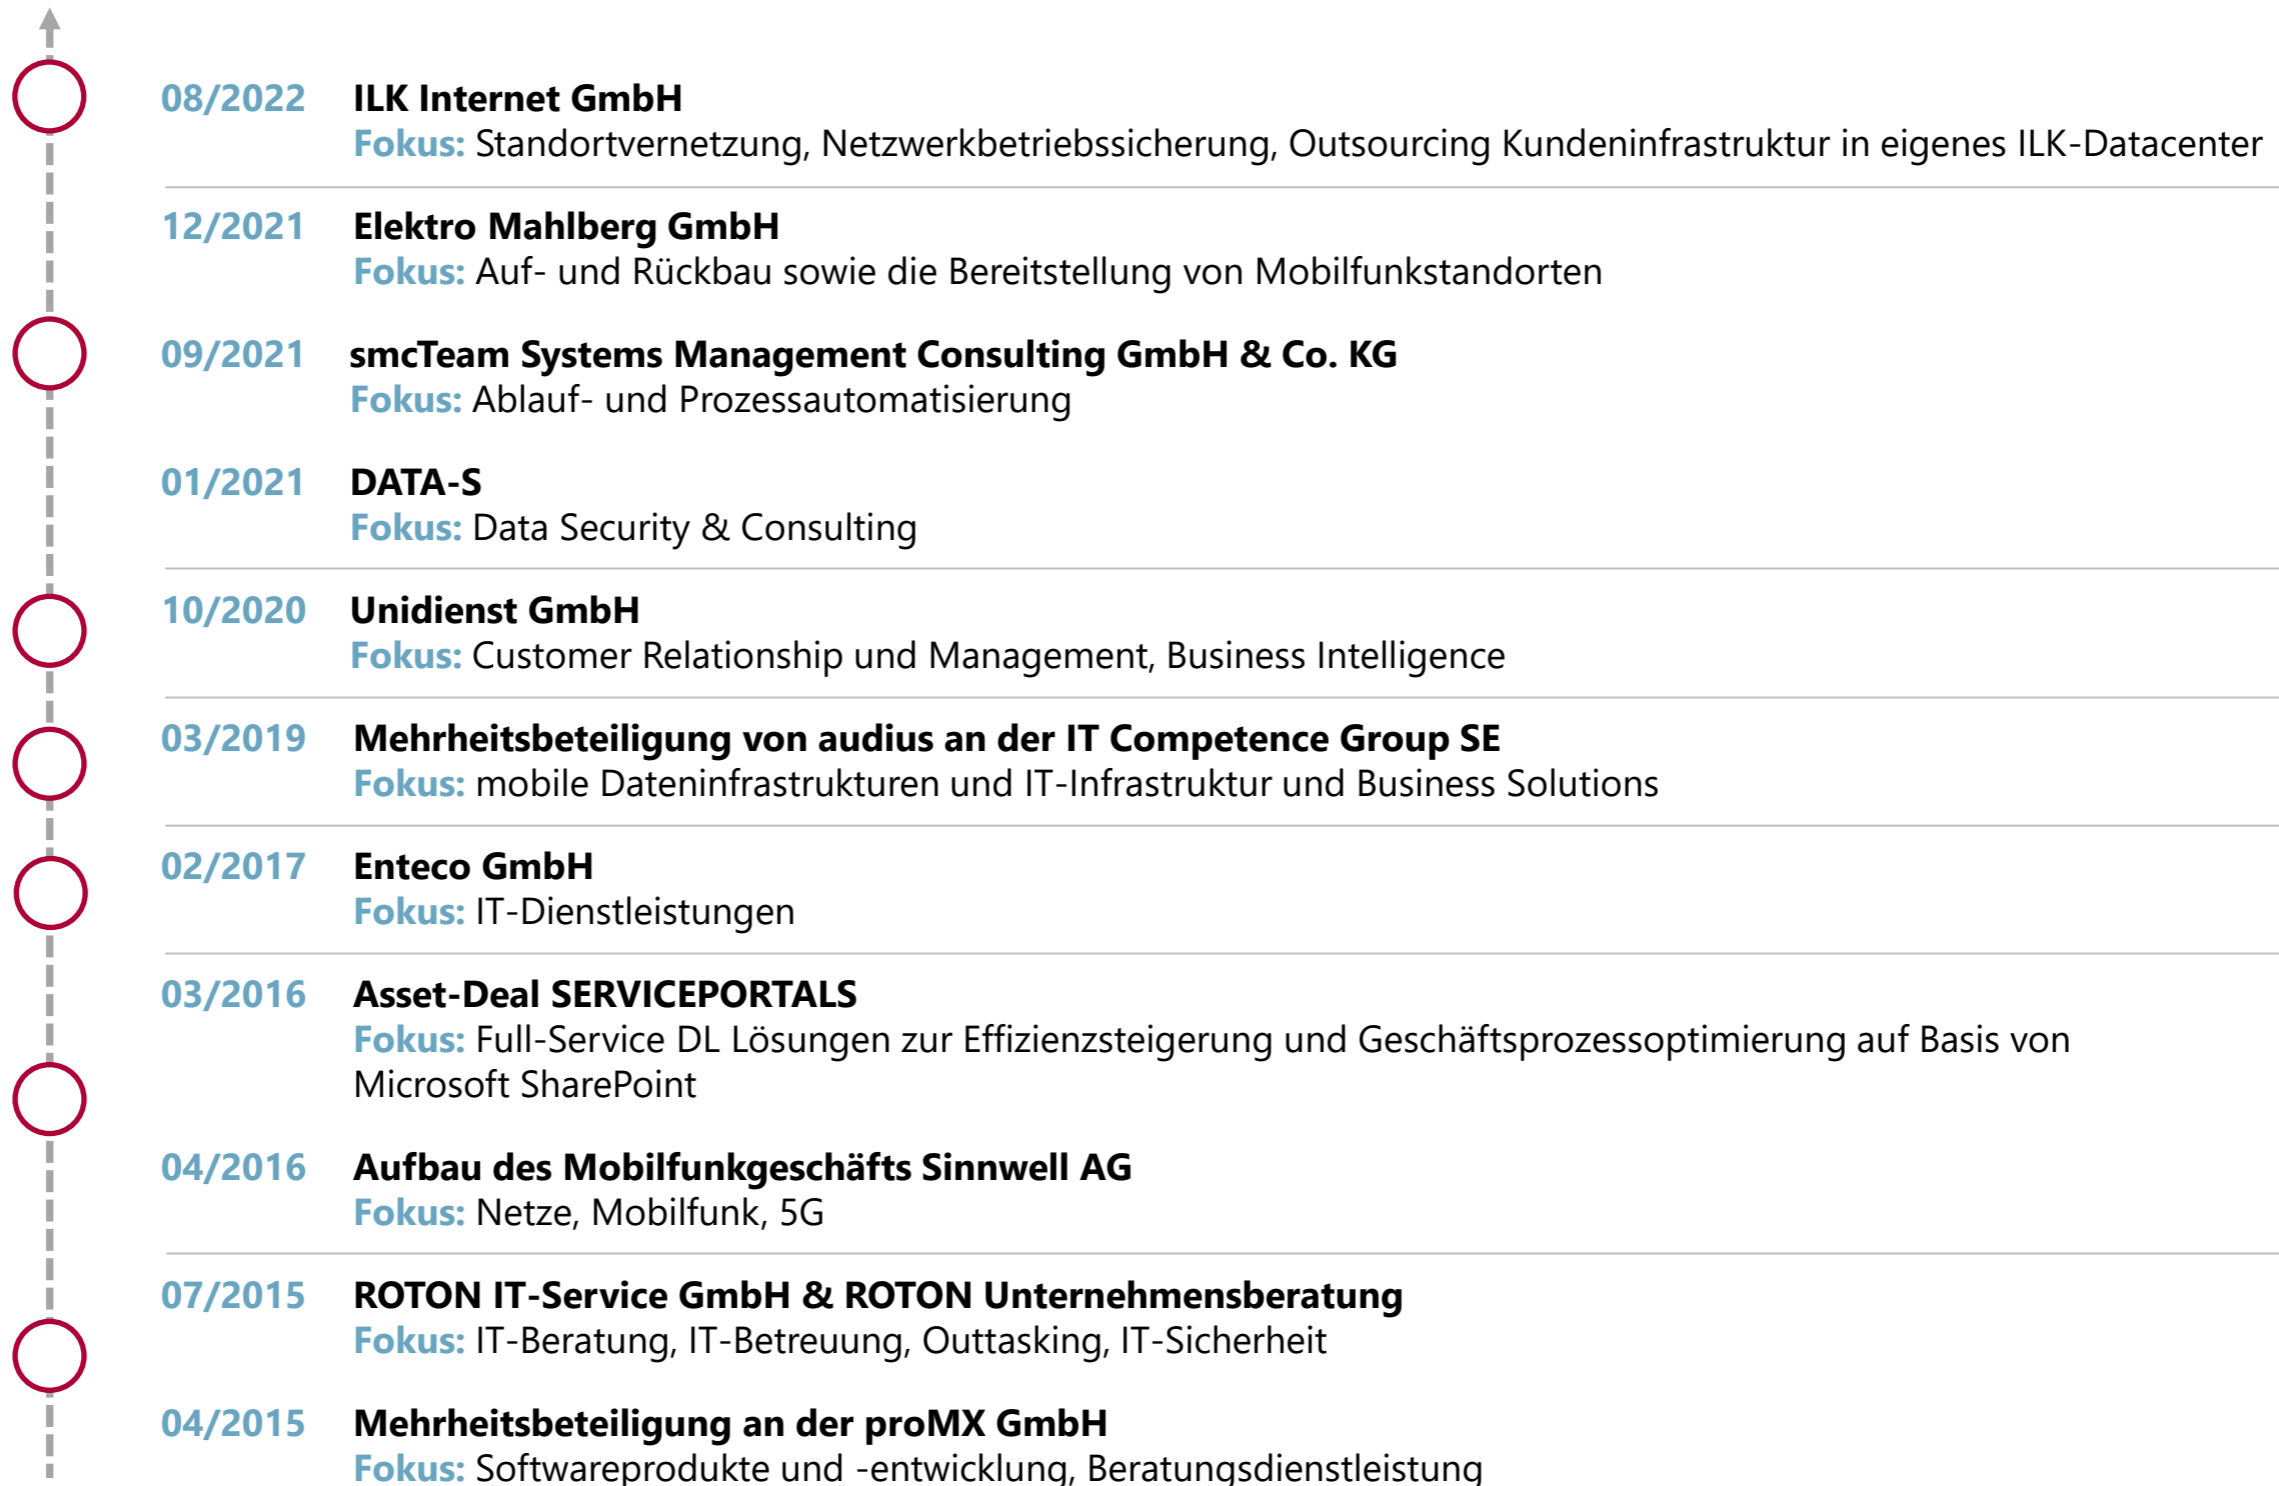 08/2022 ILK Internet GmbH
Fokus: Standortvernetzung, Netzwerkbetriebssicherung, Outsourcing Kundeninfrastruktur in eigenes ILK-Datacenter
12/2021 Elektro Mahlberg GmbH
Fokus: Auf- und Rückbau sowie die Bereitstellung von Mobilfunkstandorten
09/2021 smcTeam Systems Management Consulting GmbH & Co. KG
Fokus: Ablauf- und Prozessautomatisierung
01/2021 DATA-S
Fokus: Data Security & Consulting
10/2020 Unidienst GmbH
Fokus: Customer Relationship und Management, Business Intelligence
03/2019 Mehrheitsbeteiligung von audius an der IT Competence Group SE
Fokus: mobile Dateninfrastrukturen und IT-Infrastruktur und Business Solutions
02/2017 Enteco GmbH
Fokus: IT-Dienstleistungen
03/2016 Asset-Deal SERVICEPORTALS
Fokus: Full-Service DL Lösungen zur Effizienzsteigerung und Geschäftsprozessoptimierung auf Basis von
Microsoft SharePoint
04/2016 Aufbau des Mobilfunkgeschäfts Sinnwell AG
Fokus: Netze, Mobilfunk, 5G
07/2015 ROTON IT-Service GmbH & ROTON Unternehmensberatung
Fokus: IT-Beratung, IT-Betreuung, Outtasking, IT-Sicherheit
04/2015 Mehrheitsbeteiligung an der proMX GmbH
Fokus: Softwareprodukte und -entwicklung, Beratungsdienstleistung